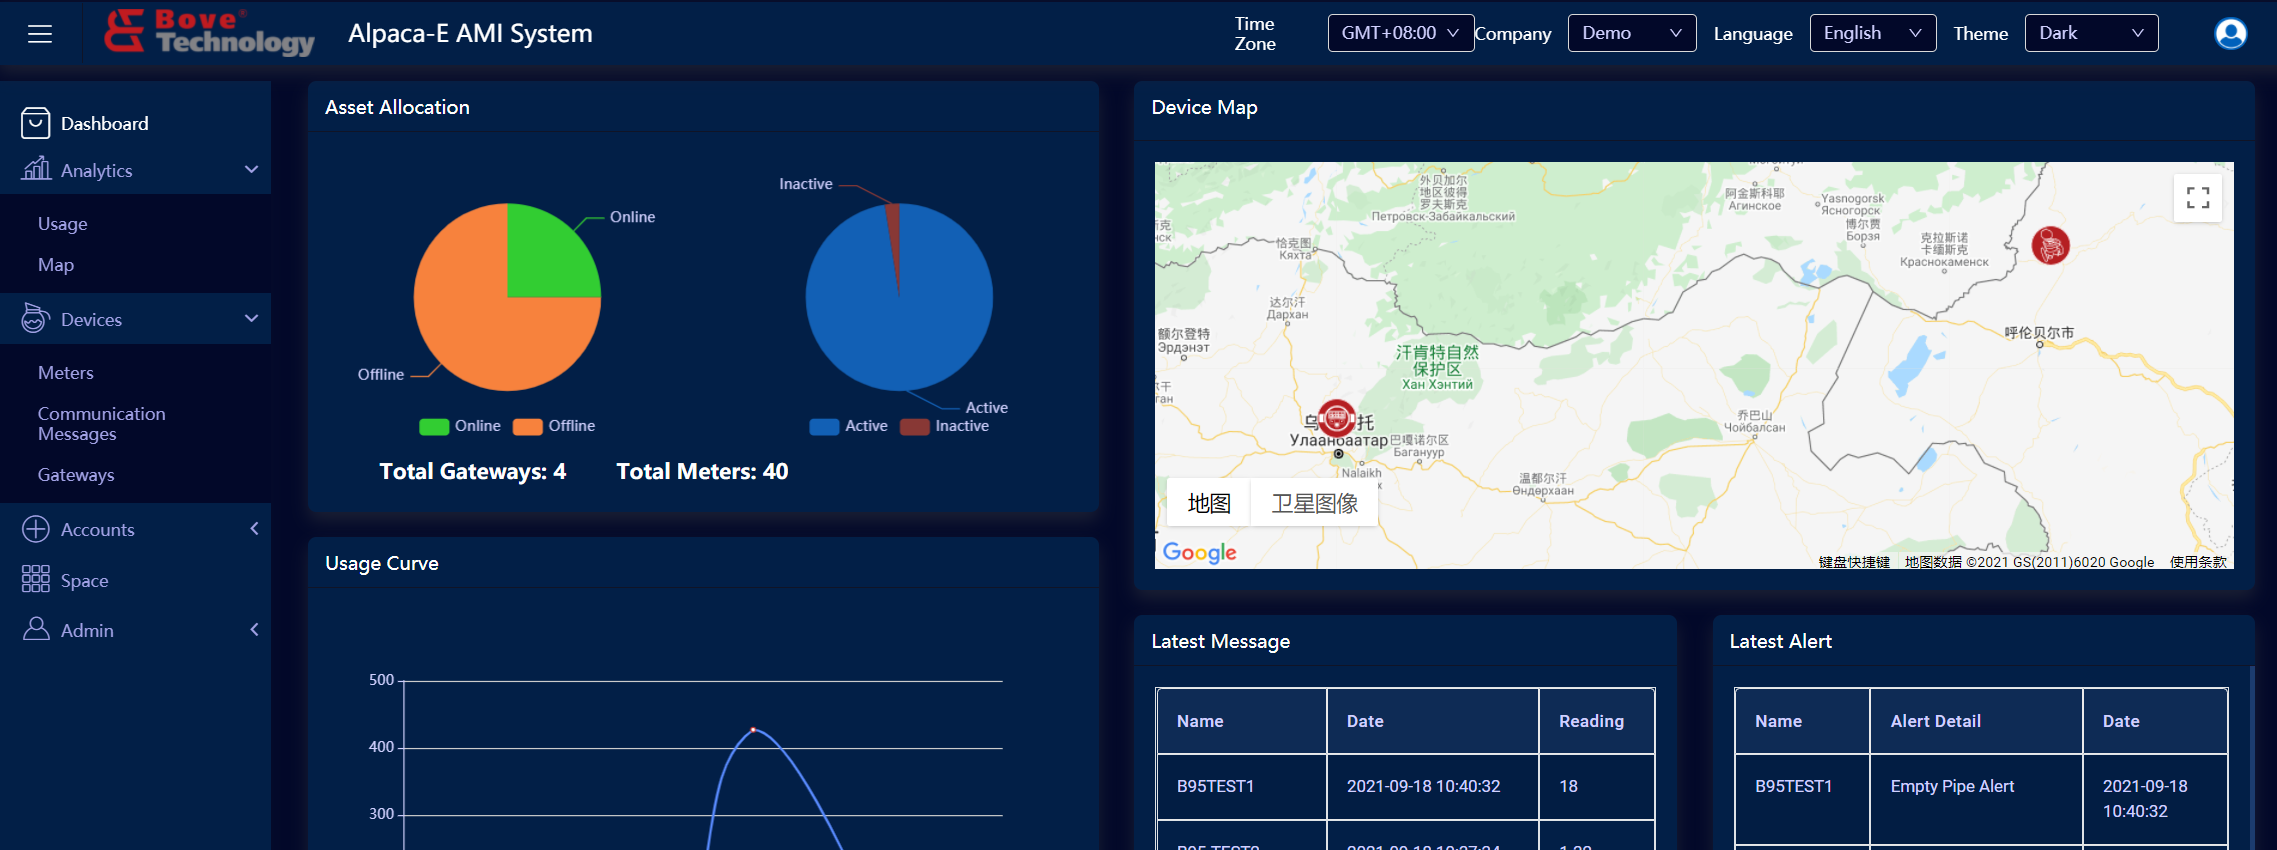 Bove®
Technology
Alpaca-E AMI System
Time
Zone
GMT+08:00
Company
Demo
Language
English
Theme
Dark
Dashboard
Analytics
Usage
Map
Devices
Meters
Communication
Messages
Gateways
Accounts
Space
Admin
Asset Allocation
Online
Offline
Online
Offline
Inactive
Active
Active
Inactive
Total Gateways: 4
Total Meters: 40
Usage Curve
500
400
300
Device Map
外贝加尔
地区彼得
罗夫斯克
Петровск-Забайкальский
阿金斯科耶
Агинское
Yasnogorsk
Ясногорск
博尔贾
Борзя
克拉斯诺
卡缅斯克
Краснокаменск
恰克图
Кяхта
达尔汗
Дархан
额尔登特
Эрдэнэт
汗肯特自然
保护区
Хан Хэнтий
呼伦贝尔市
乔巴山
Чойбалсан
托
Улаанбаатар
巴嘎诺尔区
Багануур
Nalaikh
温都尔汗
Өндөрхаан
地图
卫星图像
Google
键盘快捷键
地图数据 ©2021 GS(2011)6020 Google
使用条款
Latest Message
Name Date Reading
B95TEST1 2021-09-18 10:40:32 18
Latest Alert
Name Alert Detail Date
B95TEST1 Empty Pipe Alert 2021-09-18
10:40:32